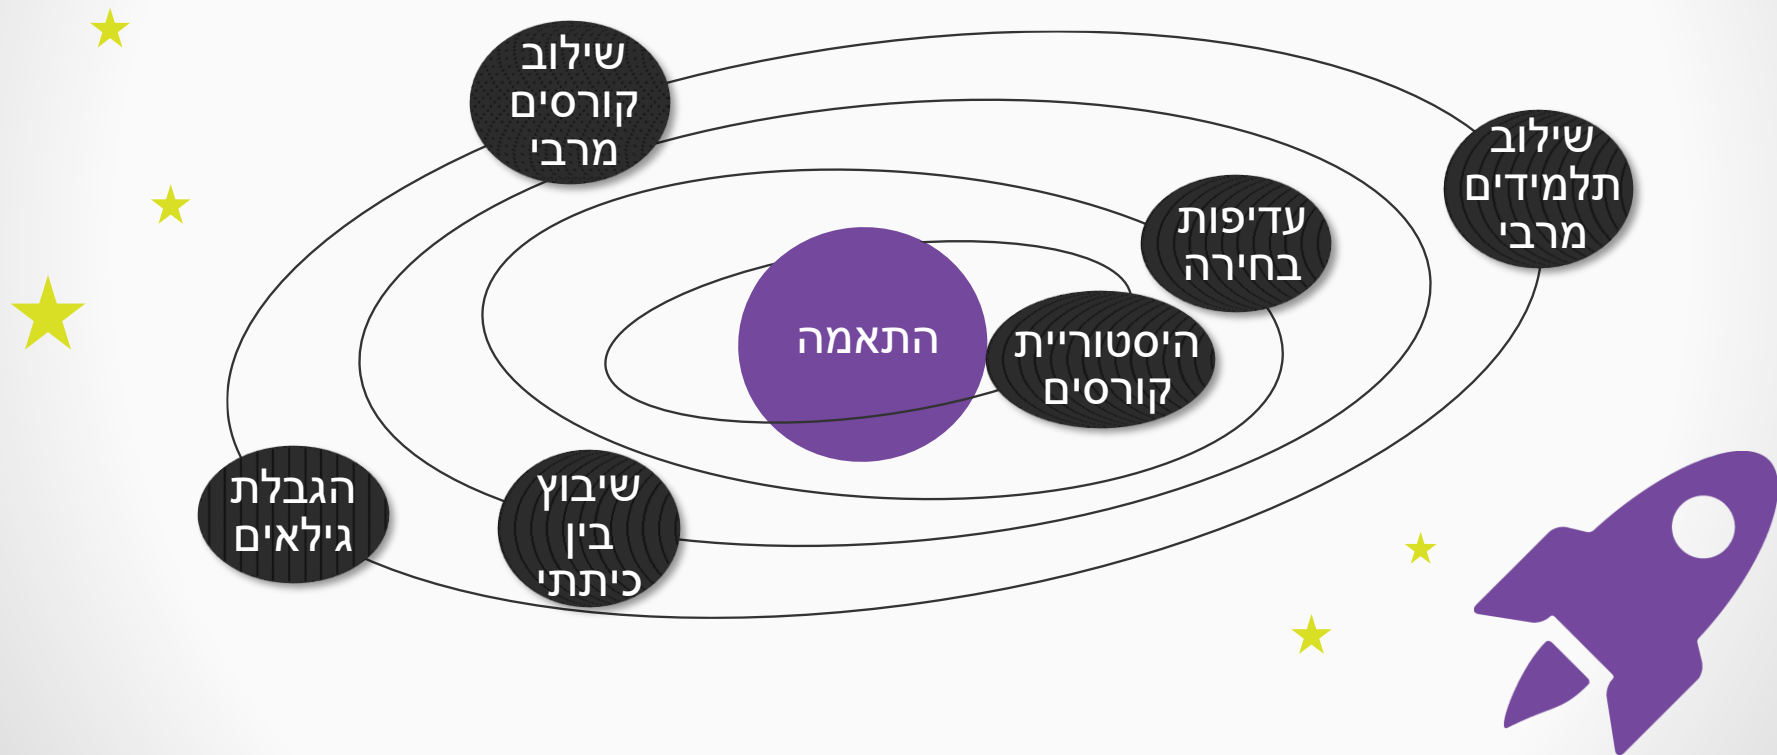 שילוב
קורסים
מרבי
שילוב
תלמידים
מרבי
עדיפות
בחירה
התאמה
היסטוריית
קורסים
הגבלת
גילאים
שיבוץ
בין
כיתתי